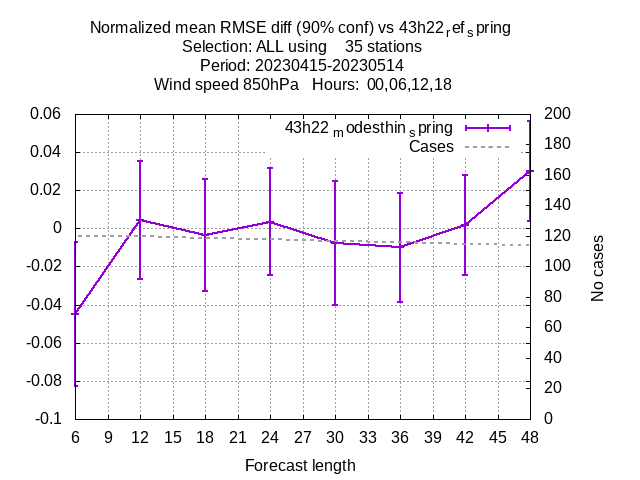 Normalized mean RMSE diff (90% conf) vs 43h22refspring
Selection: ALL using 35 stations
Period: 20230415-20230514
Wind speed 850hPa Hours: 00,06,12,18
43h22modesthinspring
Cases
0.06
0.04
0.02
0
-0.02
-0.04
-0.06
-0.08
-0.1
200
180
160
140
120
100
80
60
40
20
0
No cases
6 9 12 15 18 21 24 27 30 33 36 39 42 45 48
Forecast length